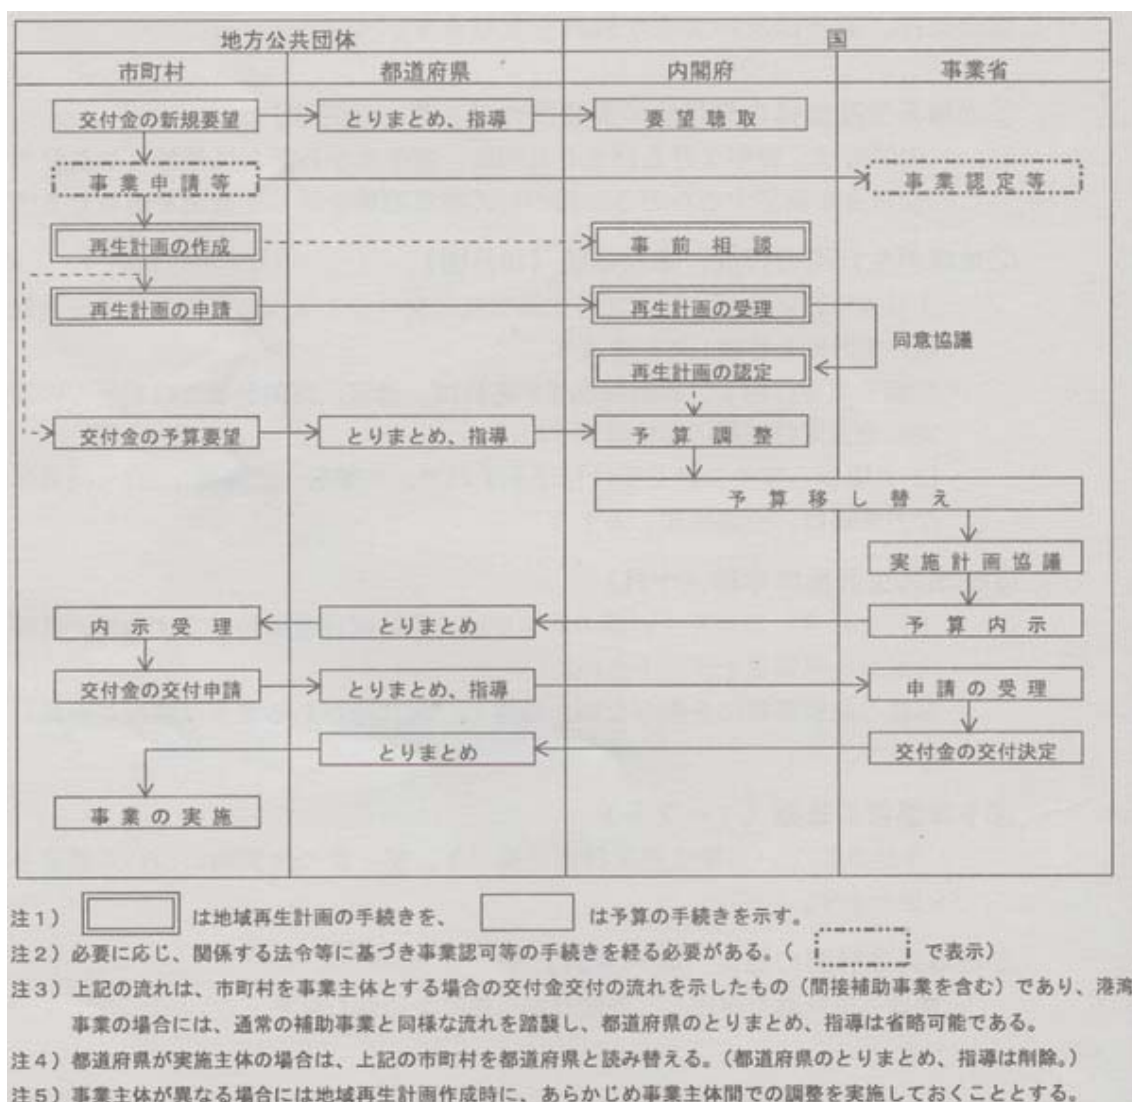 地方公共団体 国
市町村 都道府県 内閣府 事業省
交付金の新規要望 とりまとめ、指導 要望聴取
事業申請等 事業認定等
再生計画の作成 事前相談
再生計画の申請 再生計画の受理
同意協議
再生計画の認定
交付金の予算要望 とりまとめ、指導 予算調整
予算移し替え
実施計画協議
内示受理 とりまとめ 予算内示
交付金の交付申請 とりまとめ、指導 申請の受理
とりまとめ 交付金の交付決定
事業の実施
注1) は地域再生計画の手続きを、 は予算の手続きを示す。
注2)必要に応じ、関係する法令等に基づき事業認可等の手続きを経る必要がある。( で表示)
注3)上記の流れは、市町村を事業主体とする場合の交付金交付の流れを示したもの(間接補助事業を含む)であり、港湾
事業の場合には、通常の補助事業と同様な流れを踏襲し、都道府県のとりまとめ、指導は省略可能である。
注4)都道府県が実施主体の場合は、上記の市町村を都道府県と読み替える。(都道府県のとりまとめ、指導は削除。)
注5)事業主体が異なる場合には地域再生計画作成時に、あらかじめ事業主体間での調整を実施しておくこととする。